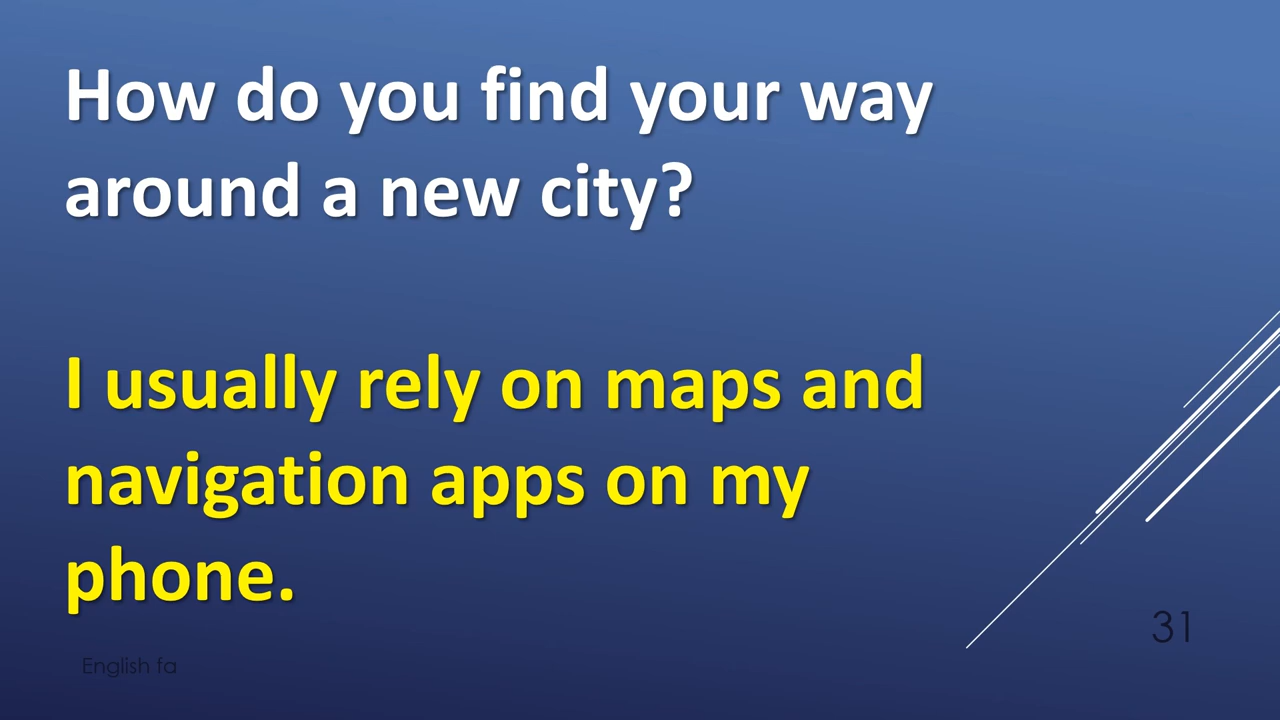 How do you find your way
around a new city?
I usually rely on maps and
navigation apps on my
phone.
31
English fa